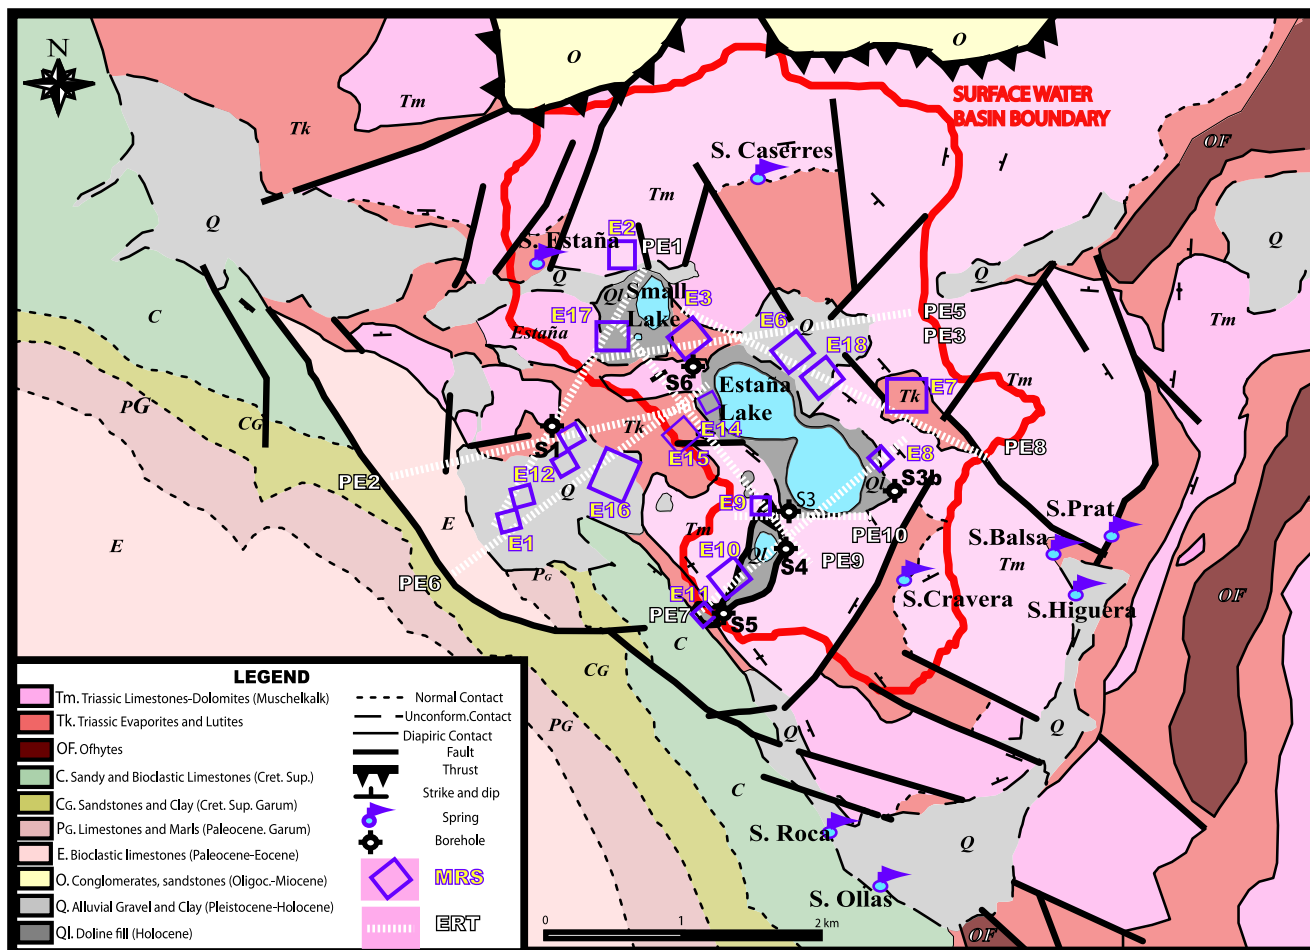 N
O
O
SURFACE WATER
BASIN BOUNDARY
Tm
Tk
OF
S. Caserres
Tm
Tm
Q
S. Estaña
E2
PE1
Q
Q
Q
Ql
Small
Lake
E3
C
E17
Estaña
E6
Q
PE5
PE3
Tm
E18
S6
Estaña
Lake
Tk
E7
Tm
PG
CG
Tk
E14
S1
E15
E8
PE8
PE2
E12
Q
Ql
S3b
E16
E9
2
S3
E
E
E1
Tm
PE10
S.Prat
S.Balsa
E10
Ql
S4
PE9
Tm
PE6
PG
S.Cravera
S.Higuera
OF
E11
PE7
S5
C
CG
PG
Q
Q
C
S. Roca
Q
S. Ollas
OF
LEGEND
Tm. Triassic Limestones-Dolomites (Muschelkalk)
Tk. Triassic Evaporites and Lutites
OF. Ofhytes
C. Sandy and Bioclastic Limestones (Cret. Sup.)
CG. Sandstones and Clay (Cret. Sup. Garum)
PG. Limestones and Marls (Paleocene. Garum)
E. Bioclastic limestones (Paleocene-Eocene)
O. Conglomerates, sandstones (Oligoc.-Miocene)
Q. Alluvial Gravel and Clay (Pleistocene-Holocene)
Ql. Doline fill (Holocene)
Normal Contact
Unconform.Contact
Diapiric Contact
Fault
Thrust
Strike and dip
Spring
Borehole
MRS
ERT
0 1 2 km